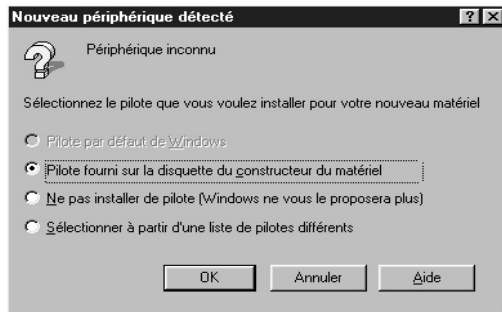 Nouveau périphérique détecté
Périphérique inconnu
Sélectionnez le pilote que vous voulez installer pour votre nouveau matériel
Pilote par défaut de Windows
Pilote fourni sur la disquette du constructeur du matériel
Ne pas installer de pilote (Windows ne vous le proposera plus)
Sélectionner à partir d'une liste de pilotes différents
OK Annuler Aide